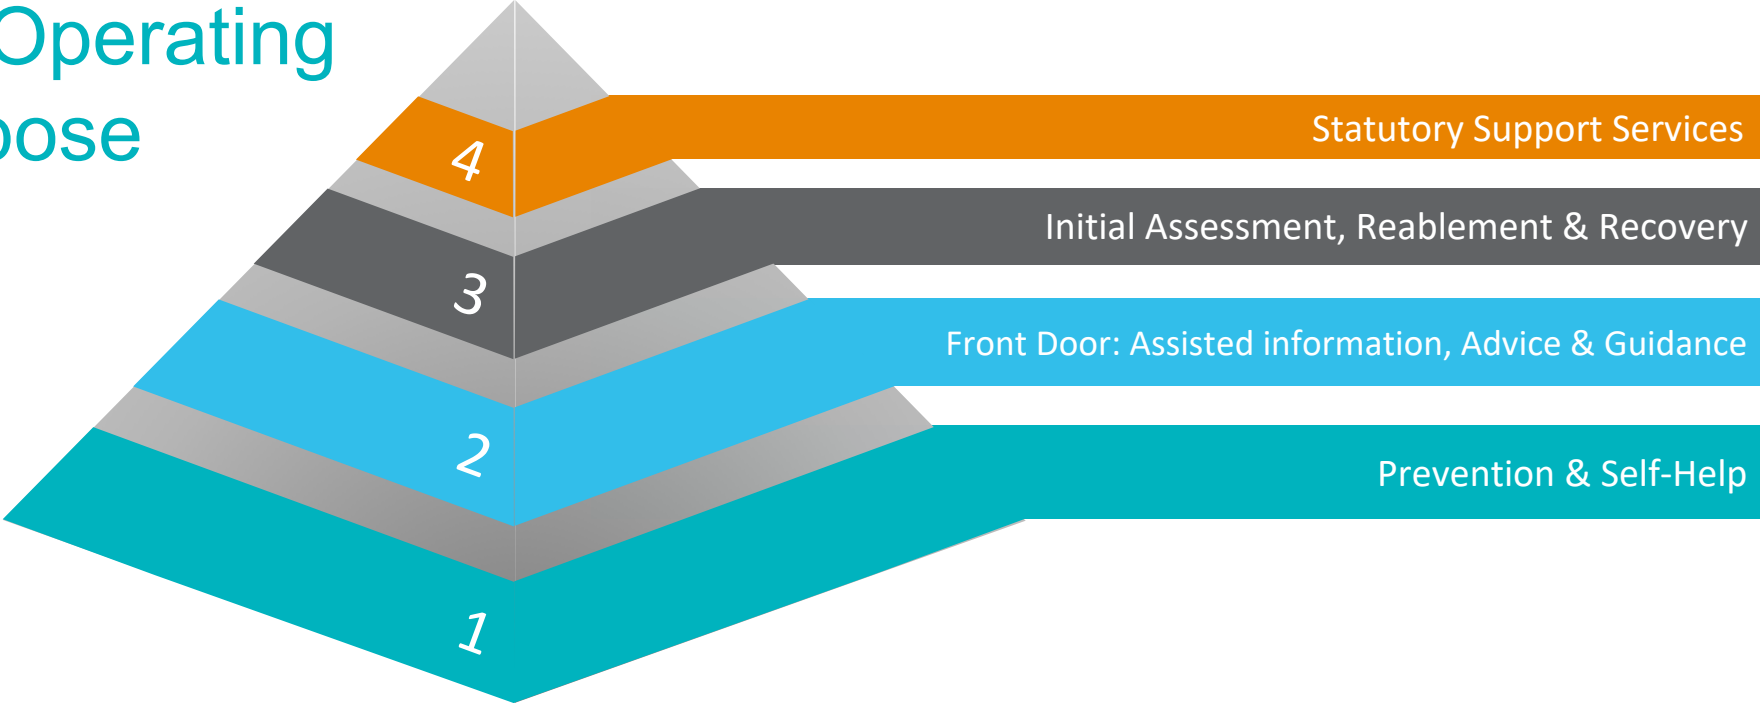 Operating
pose
4
Statutory Support Services
3
Initial Assessment, Reablement & Recovery
2
Front Door: Assisted information, Advice & Guidance
1
Prevention & Self-Help